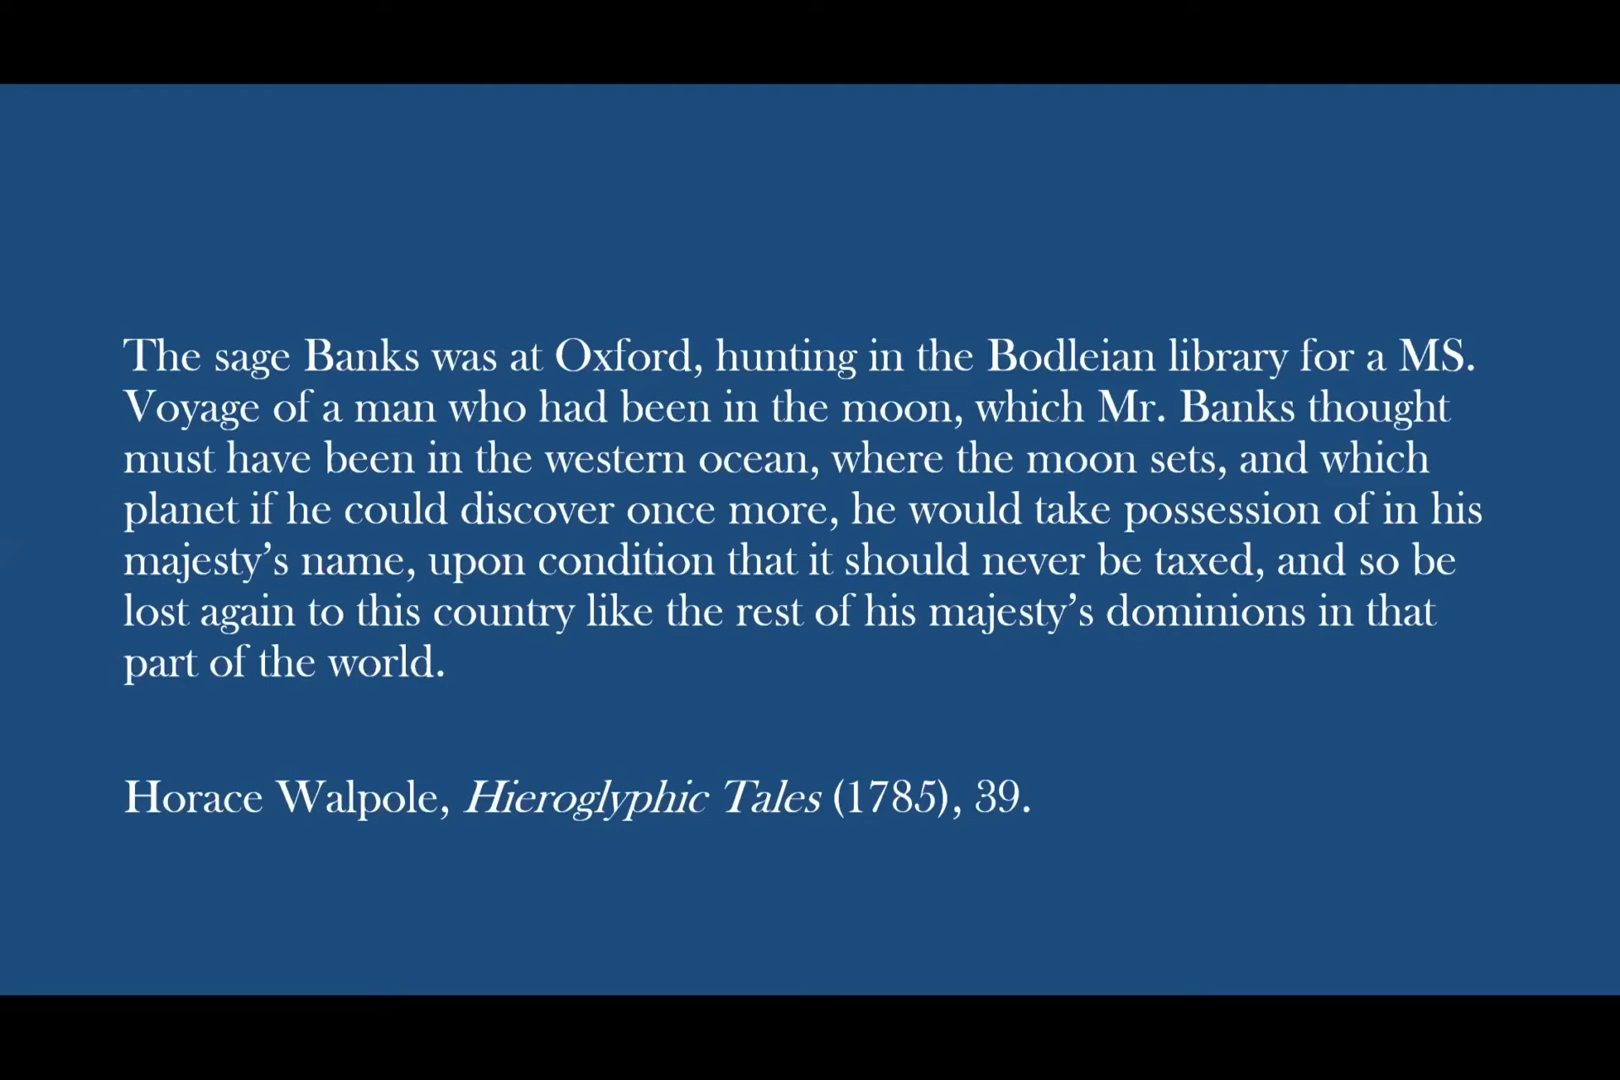 The sage Banks was at Oxford, hunting in the Bodleian library for a MS.
Voyage of a man who had been in the moon, which Mr. Banks thought
must have been in the western ocean, where the moon sets, and which
planet if he could discover once more, he would take possession of in his
majesty’s name, upon condition that it should never be taxed, and so be
lost again to this country like the rest of his majesty’s dominions in that
part of the world.
Horace Walpole, Hieroglyphic Tales (1785), 39.